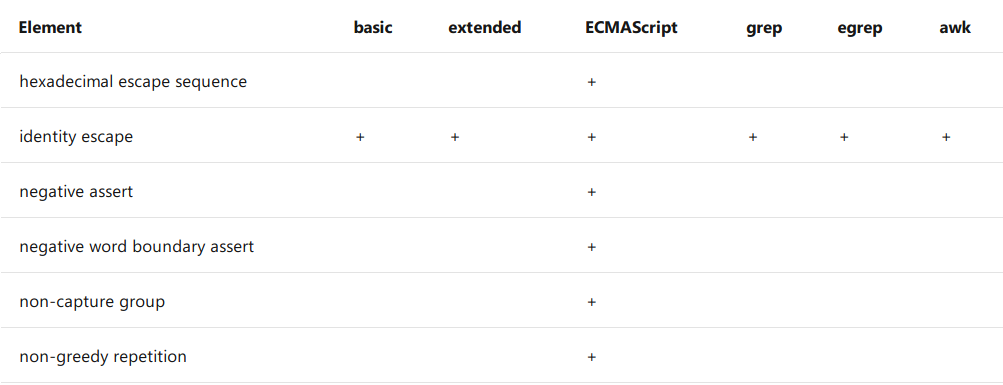 Element basic extended ECMAScript grep egrep awk
hexadecimal escape sequence +
identity escape + + + + + +
negative assert +
negative word boundary assert +
non-capture group +
non-greedy repetition +